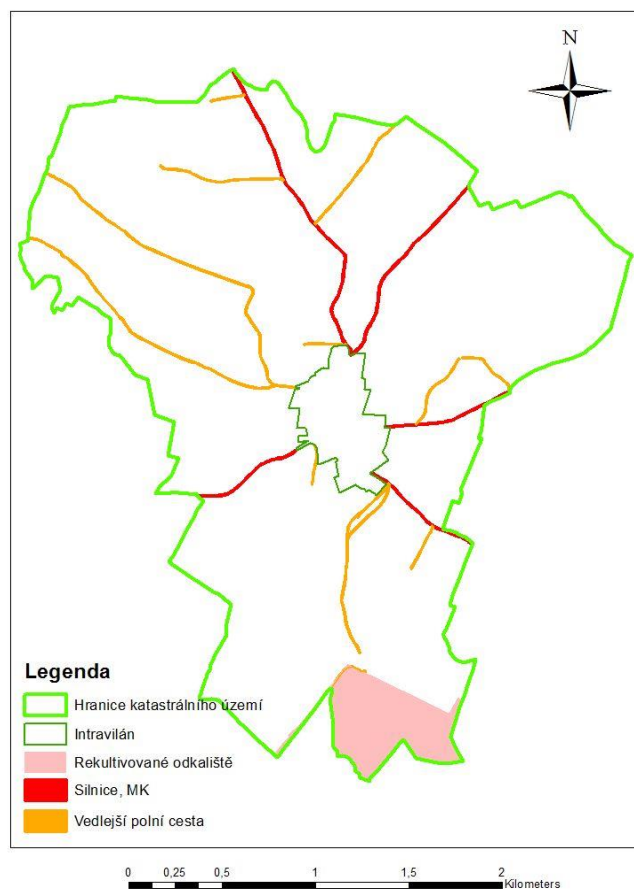 N
Legenda
Hranice katastrálního území
Intravilán
Rekultivované odkaliště
Silnice, MK
Vedlejší polní cesta
0 0,25 0,5 1 1,5 2
Kilometers